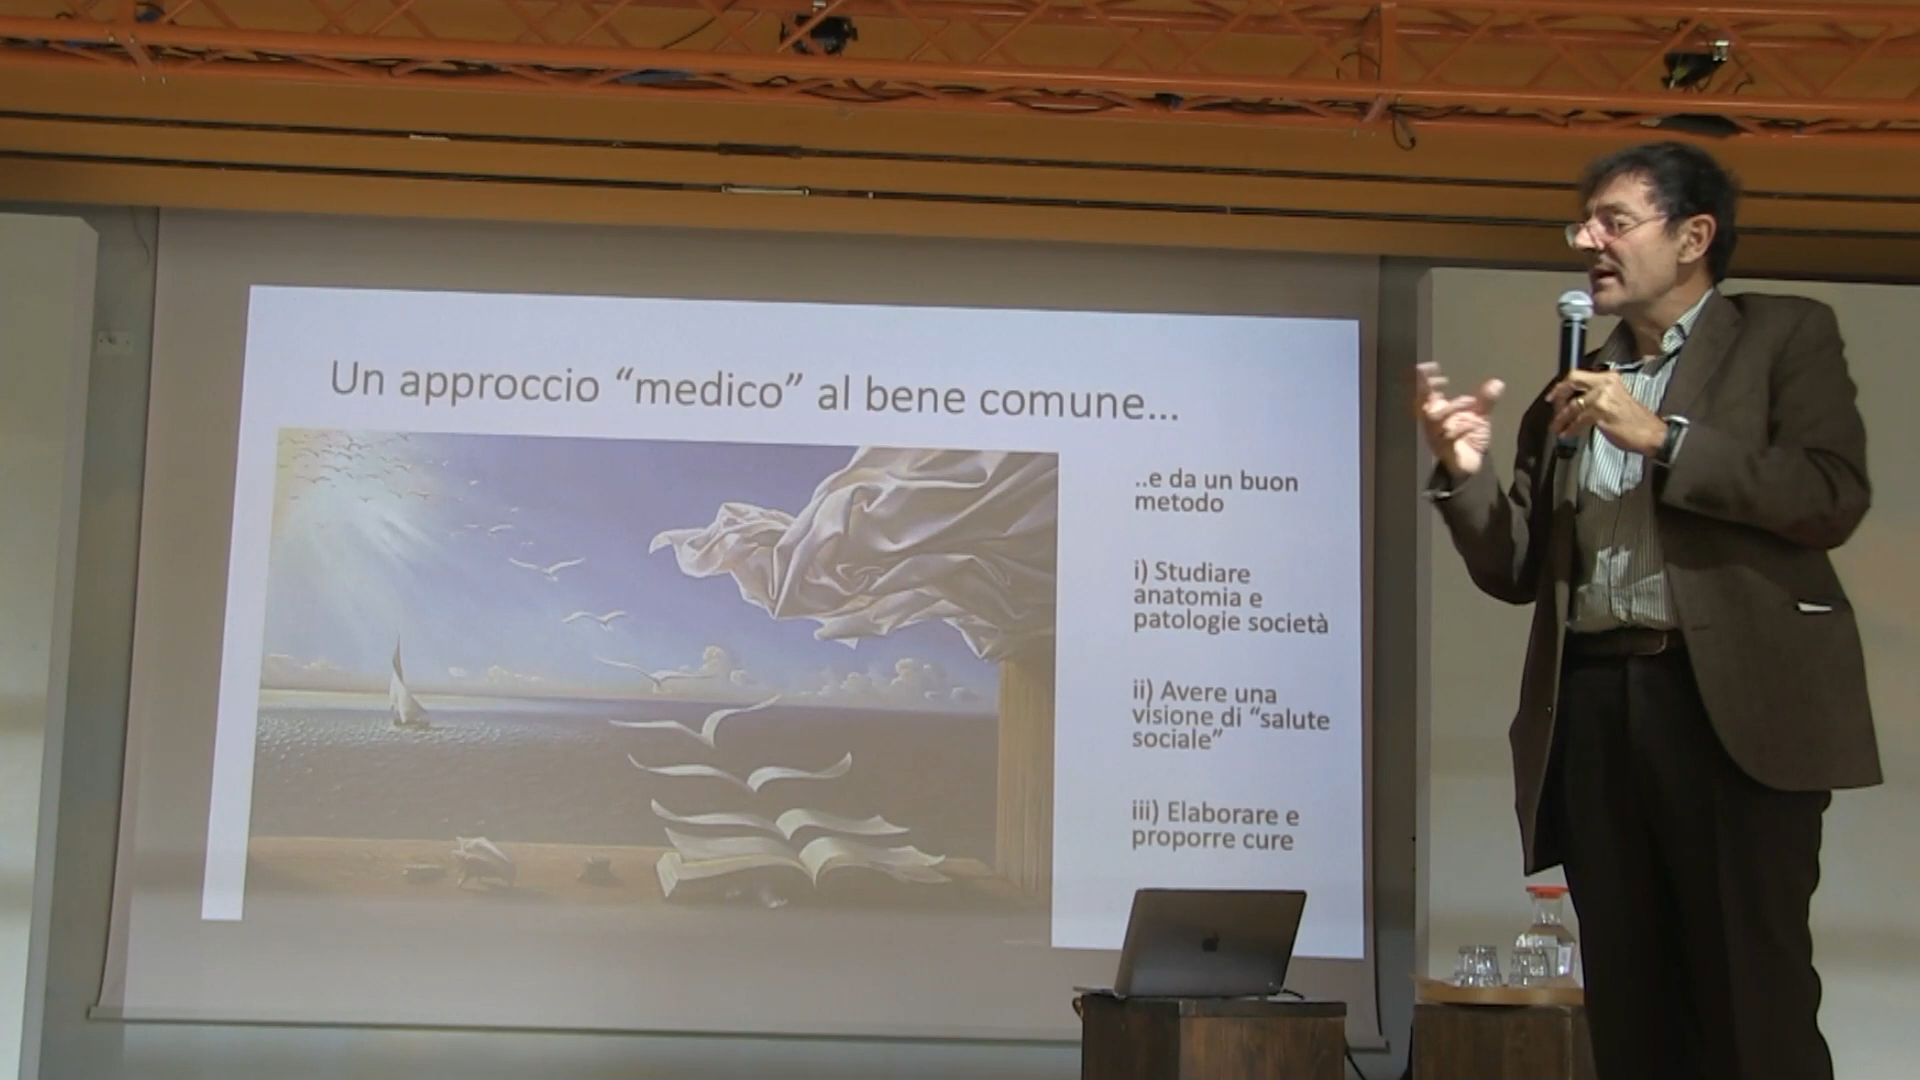 Un approccio “medico” al bene comune...
..e da un buon
metodo
i) Studiare
anatomia e
patologie società
ii) Avere una
visione di “salute
sociale”
iii) Elaborare e
proporre cure